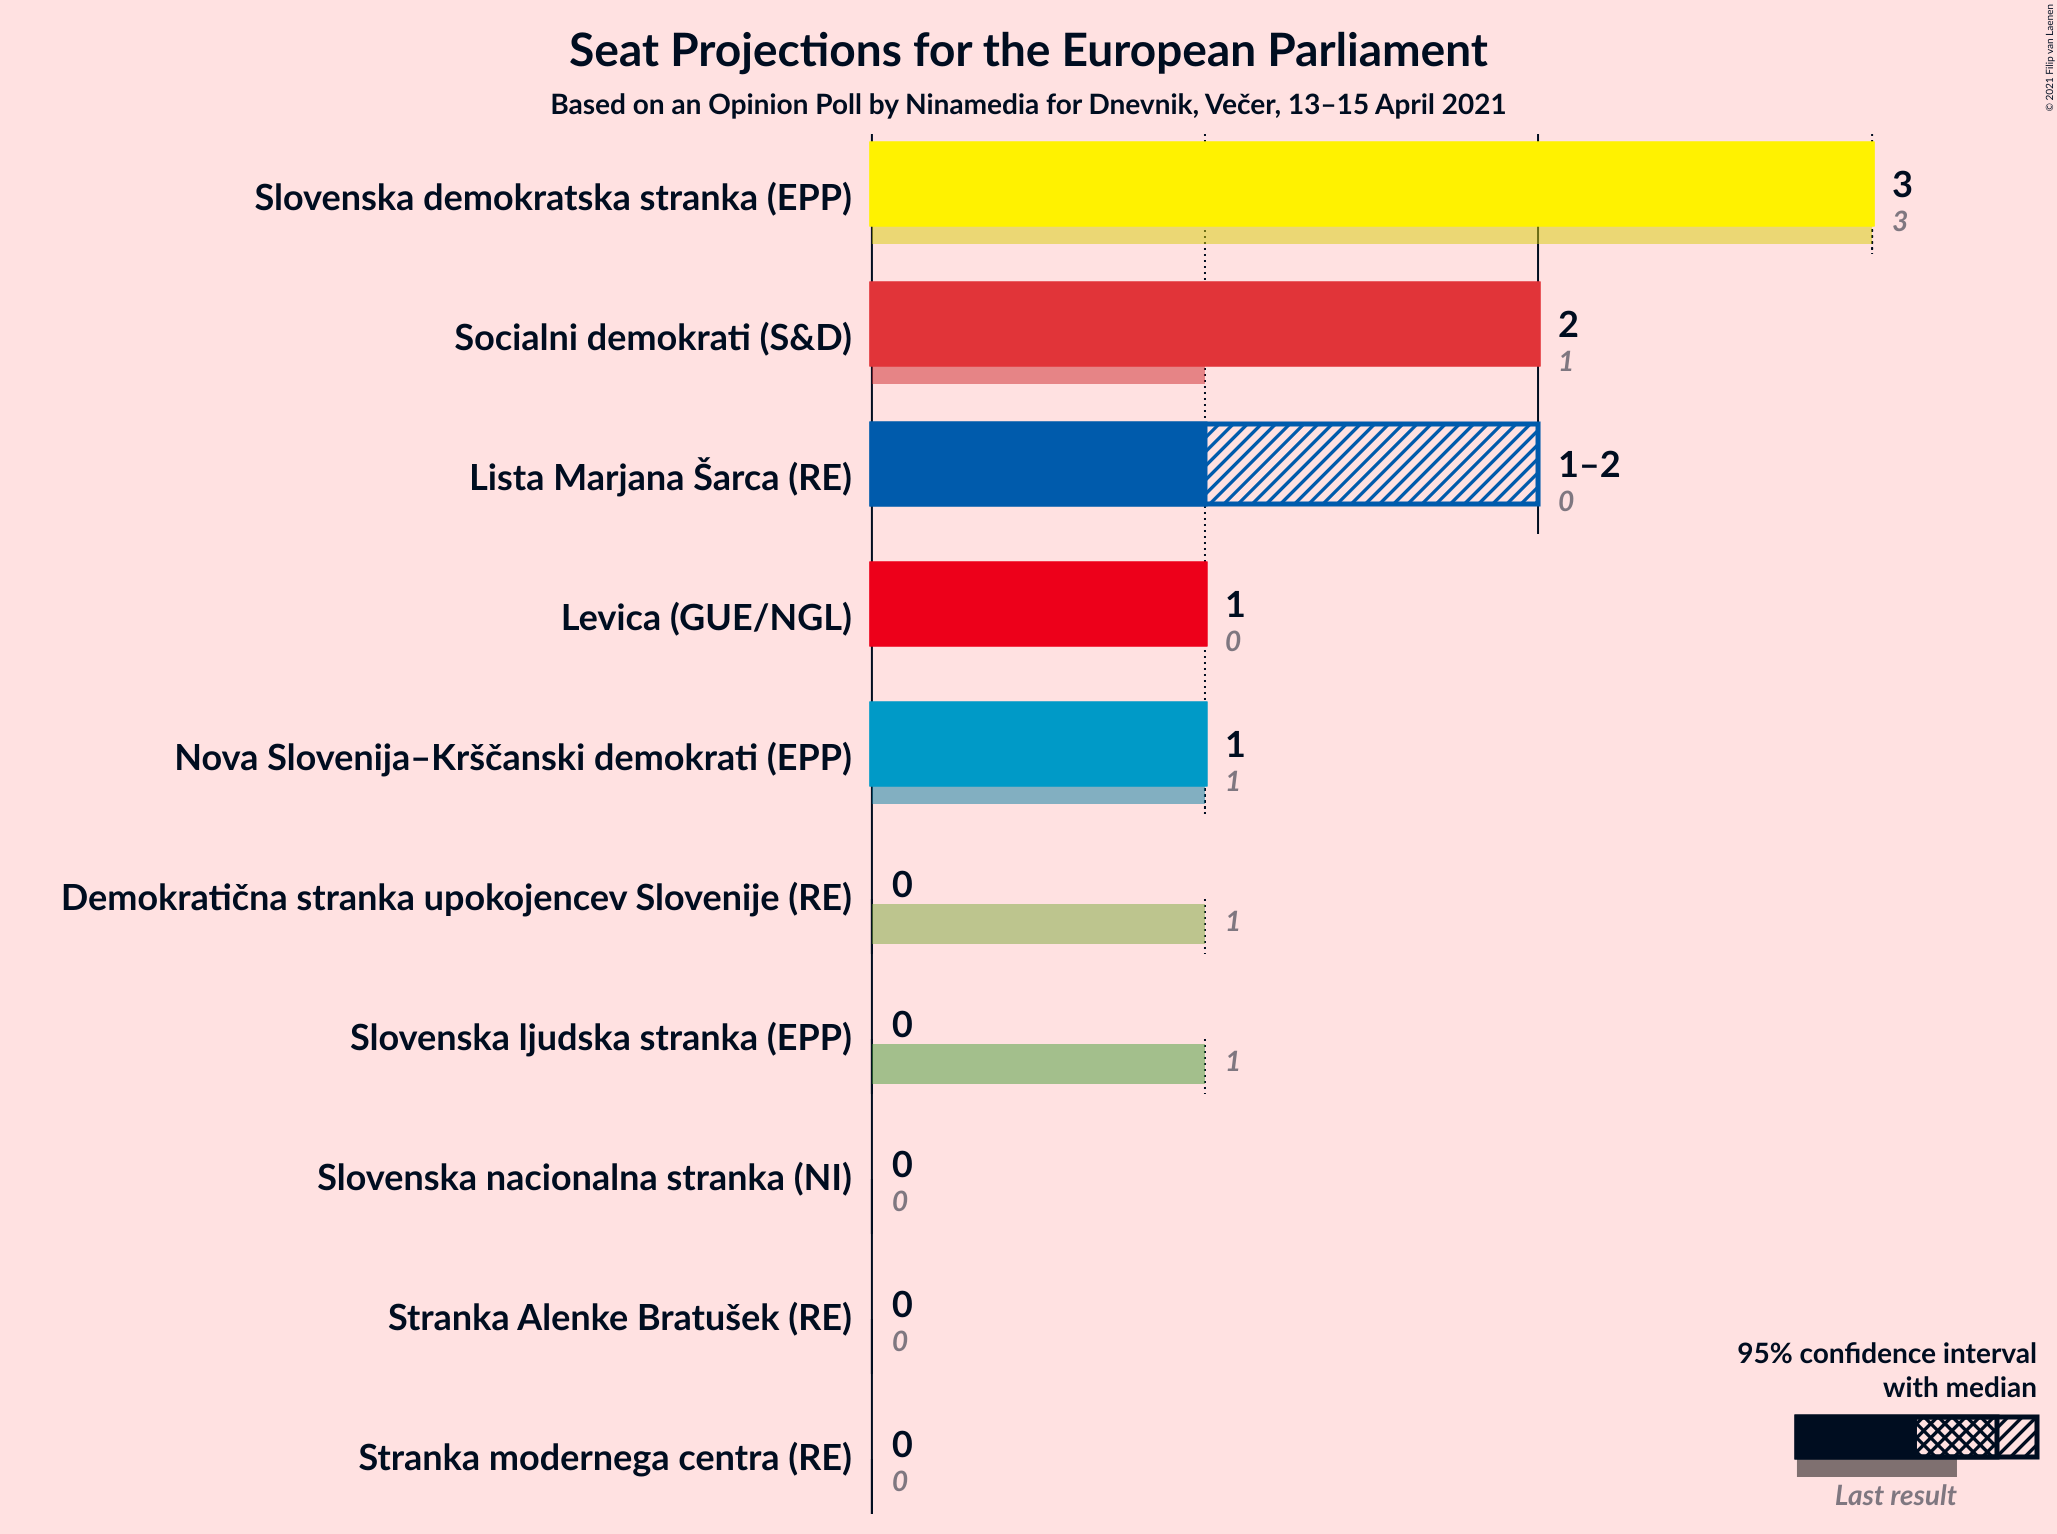 Seat Projections for the European Parliament
Based on an Opinion Poll by Ninamedia for Dnevnik, Večer, 13–15 April 2021
© 2021 Filip van Laenen
Slovenska demokratska stranka (EPP)
3
3
Socialni demokrati (S&D)
2
1
Lista Marjana Šarca (RE)
1–2
0
Levica (GUE/NGL)
1
0
Nova Slovenija–Krščanski demokrati (EPP)
1
1
Demokratična stranka upokojencev Slovenije (RE)
0
1
Slovenska ljudska stranka (EPP)
0
1
Slovenska nacionalna stranka (NI)
0
0
Stranka Alenke Bratušek (RE)
0
0
Stranka modernega centra (RE)
0
0
95% confidence interval
with median
Last result